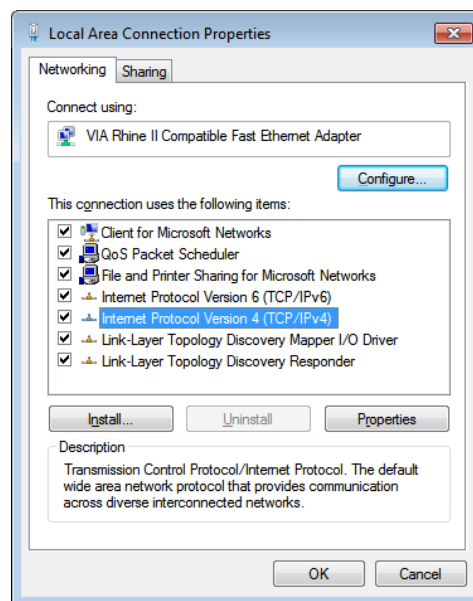 Local Area Connection Properties
Networking
Sharing
Connect using:
VIA Rhine II Compatible Fast Ethernet Adapter
Configure...
This connection uses the following items:
Client for Microsoft Networks
QoS Packet Scheduler
File and Printer Sharing for Microsoft Networks
Internet Protocol Version 6 (TCP/IPv6)
Internet Protocol Version 4 (TCP/IPv4)
Link-Layer Topology Discovery Mapper I/O Driver
Link-Layer Topology Discovery Responder
Install...
Uninstall
Properties
Description
Transmission Control Protocol/Internet Protocol. The default
wide area network protocol that provides communication
across diverse interconnected networks.
OK
Cancel